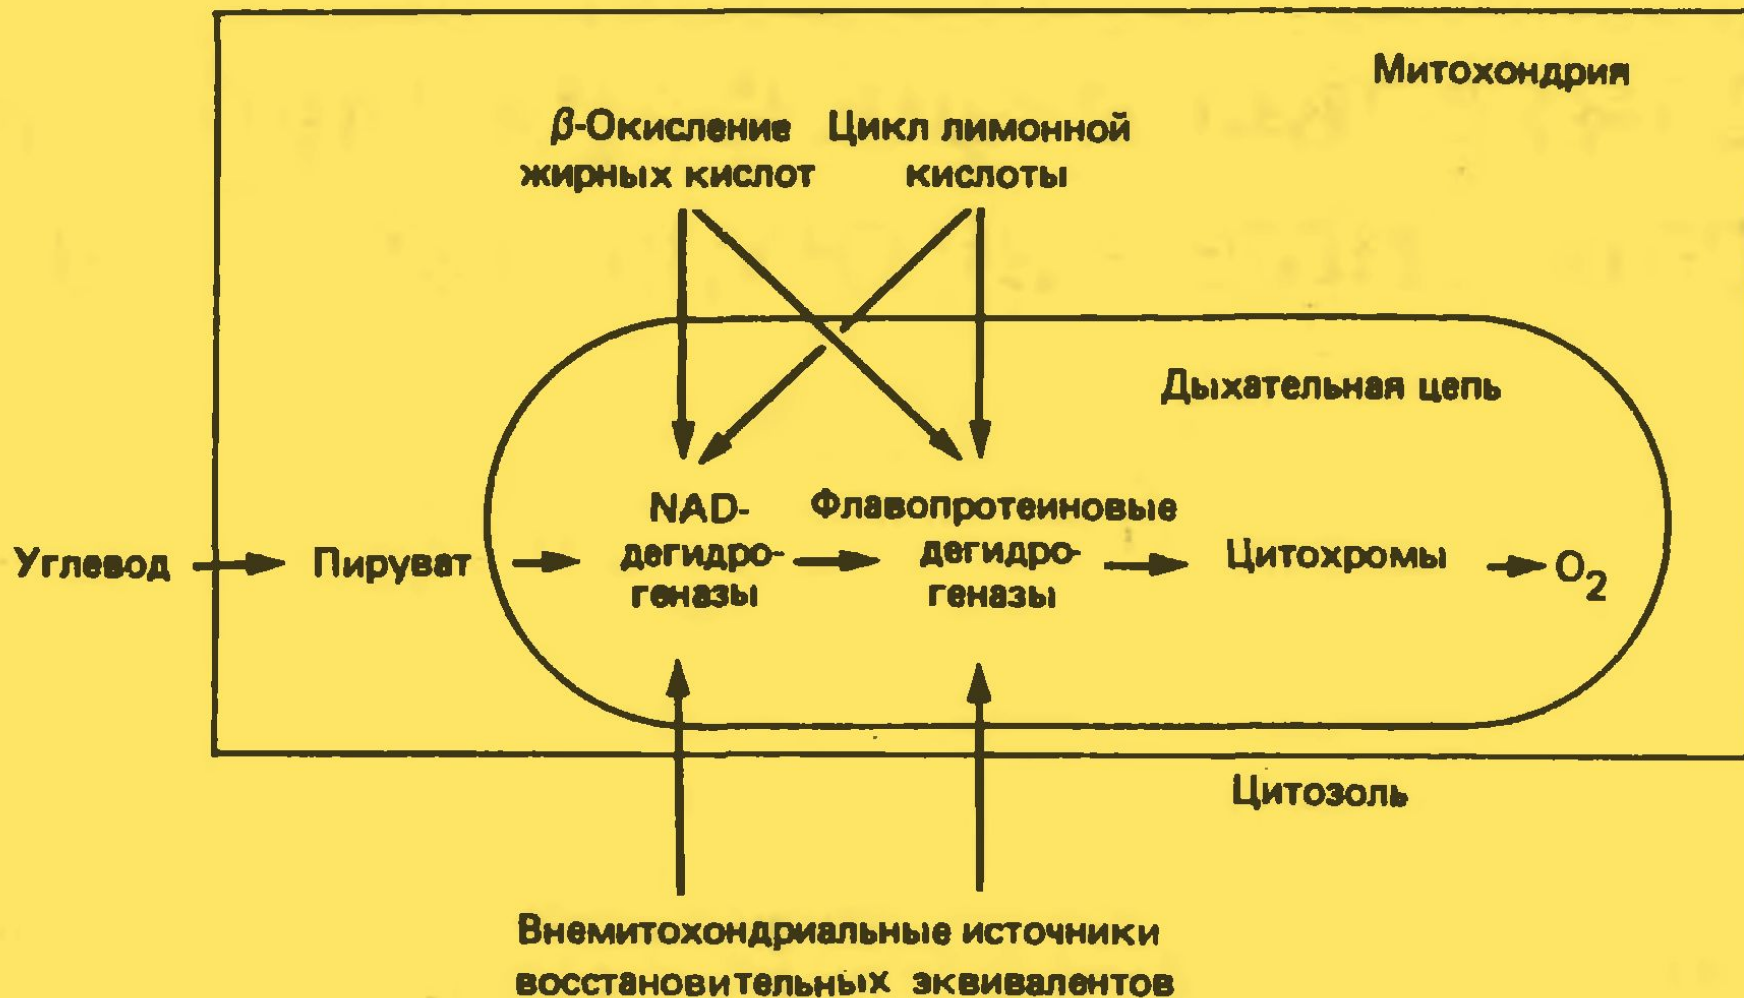 Митохондрия
β-Окисление
жирных кислот
Цикл лимонной
кислоты
Дыхательная цепь
Углевод
Пируват
NAD-
дегидро-
геназы
Флавопротеиновые
дегидро-
геназы
Цитохромы
O₂
Цитозоль
Внемитохондриальные источники
восстановительных эквивалентов